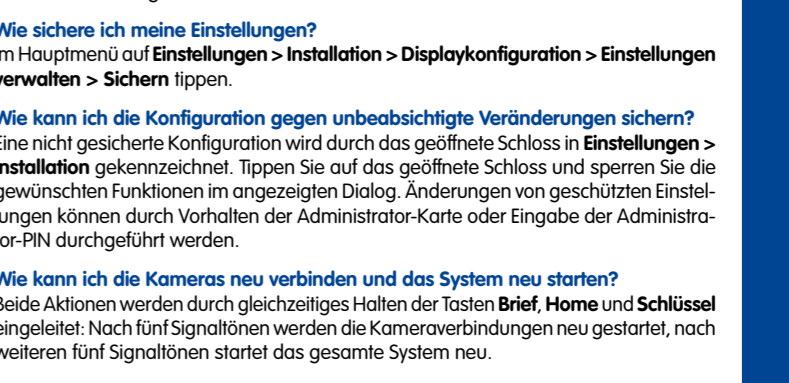 Wie sichere ich meine Einstellungen?
Im Hauptmenü auf Einstellungen > Installation > Displaykonfiguration > Einstellungen
verwalten > Sichern tippen.
Wie kann ich die Konfiguration gegen unbeabsichtigte Veränderungen sichern?
Eine nicht gesicherte Konfiguration wird durch das geöffnete Schloss in Einstellungen >
Installation gekennzeichnet. Tippen Sie auf das geöffnete Schloss und sperren Sie die
gewünschten Funktionen im angezeigten Dialog. Änderungen von geschützten Einstel-
lungen können durch Vorhalten der Administrator-Karte oder Eingabe der Administra-
tor-PIN durchgeführt werden.
Wie kann ich die Kameras neu verbinden und das System neu starten?
Beide Aktionen werden durch gleichzeitiges Halten der Tasten Brief, Home und Schlüssel
eingeleitet: Nach fünf Signaltönen werden die Kameraverbindungen neu gestartet, nach
weiteren fünf Signaltönen startet das gesamte System neu.